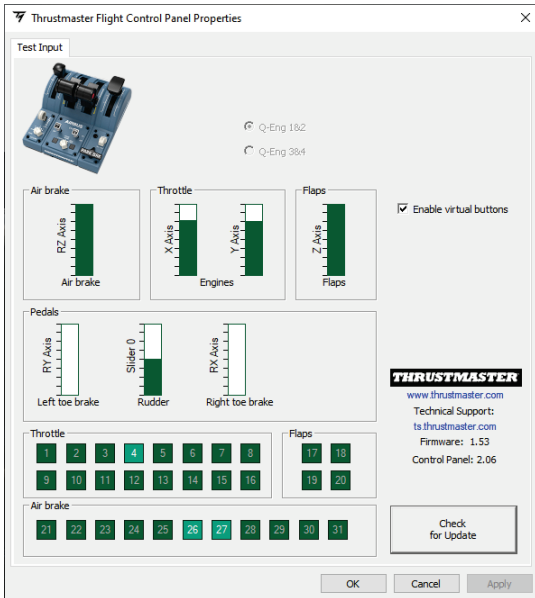 Thrustmaster Flight Control Panel Properties
Test Input
AIRBUS
Q-Eng 1&2
Q-Eng 3&4
Air brake
Throttle
Flaps
Enable virtual buttons
RZ Axis
X Axis
Y Axis
Z Axis
Air brake
Engines
Flaps
Pedals
RY Axis
Slider 0
RX Axis
Left toe brake
Rudder
Right toe brake
THRUSTMASTER
www.thrustmaster.com
Technical Support:
ts.thrustmaster.com
Firmware: 1.53
Control Panel: 2.06
Throttle
Flaps
1 2 3 4 5 6 7 8
17 18
9 10 11 12 13 14 15 16
19 20
Air brake
21 22 23 24 25 26 27 28 29 30 31
Check
for Update
OK
Cancel
Apply